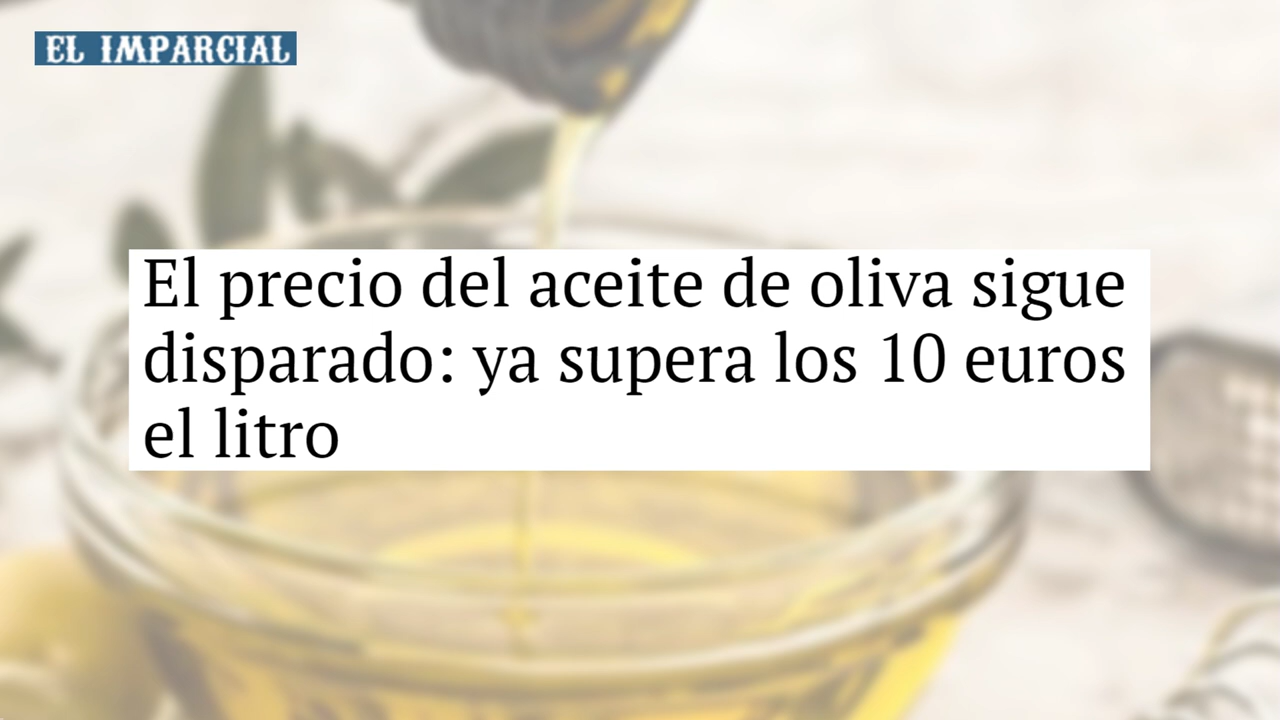 EL IMPARCIAL
El precio del aceite de oliva sigue
disparado: ya supera los 10 euros
el litro